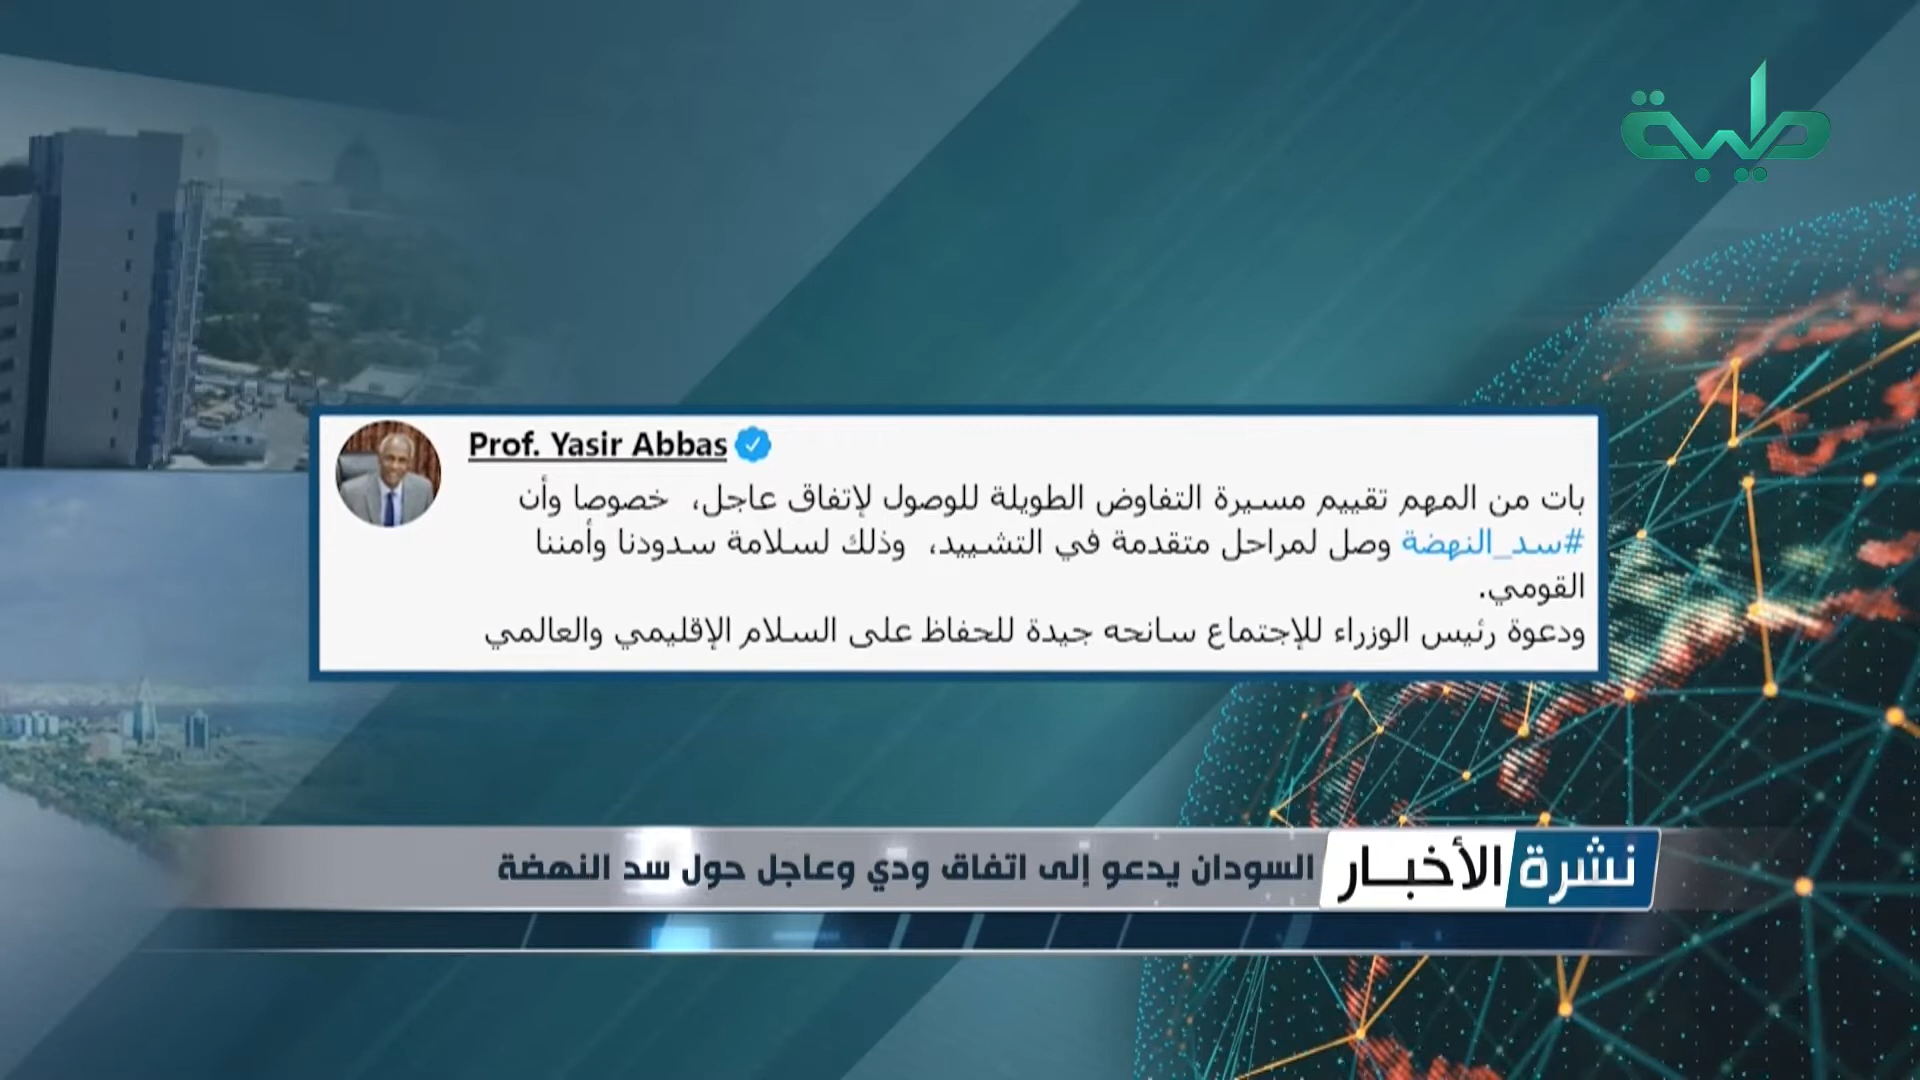 طيبة
Prof. Yasir Abbas
بات من المهم تقييم مسيرة التفاوض الطويلة للوصول لإتفاق عاجل، خصوصا وأن
#سد_النهضة وصل لمراحل متقدمة في التشييد، وذلك لسلامة سدودنا وأمننا
القومي.
ودعوة رئيس الوزراء للإجتماع سانحه جيدة للحفاظ على السلام الإقليمي والعالمي
نشرة الأخبار السودان يدعو إلى اتفاق ودي وعاجل حول سد النهضة